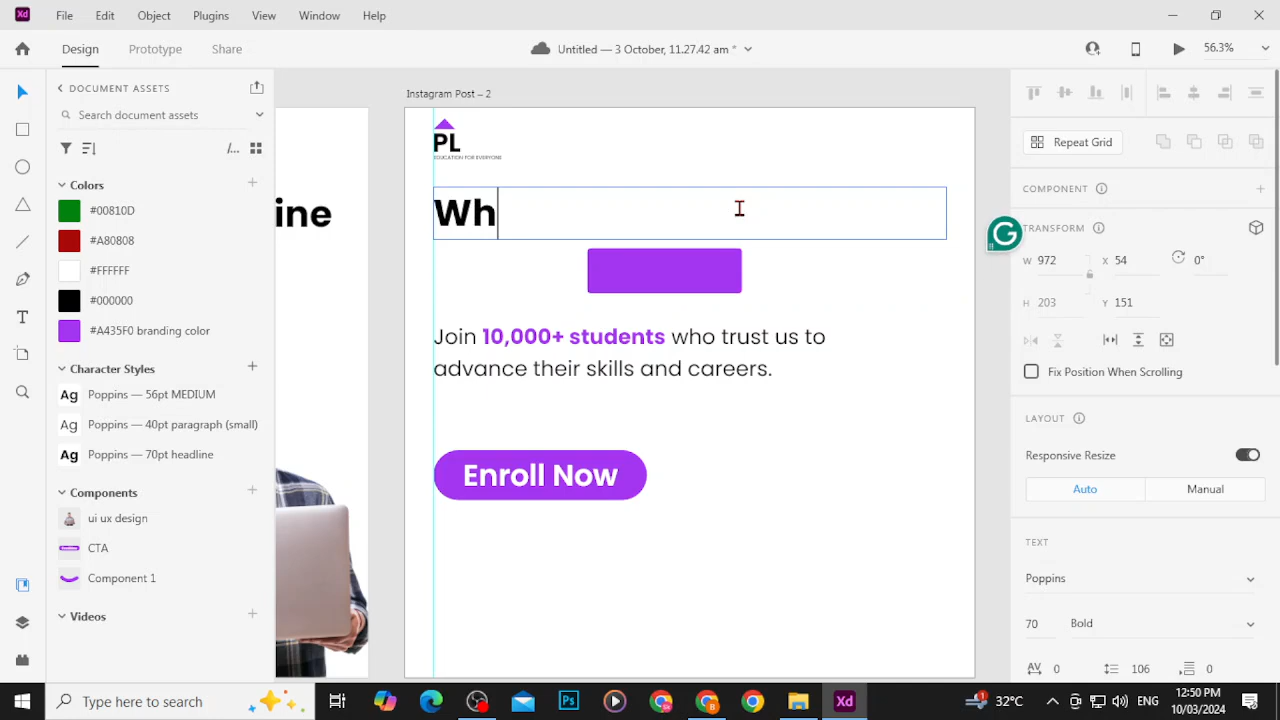 Xd File Edit Object Plugins View Window Help
Design Prototype Share
Untitled — 3 October, 11.27.42 am *
56.3%
DOCUMENT ASSETS
Search document assets
Colors
#00810D
#A80808
#FFFFFF
#000000
#A435F0 branding color
Character Styles
Ag Poppins — 56pt MEDIUM
Ag Poppins — 40pt paragraph (small)
Ag Poppins — 70pt headline
Components
ui ux design
CTA
Component 1
Videos
ine
Instagram Post – 2
PL
EDUCATION FOR EVERYONE
Wh
Join 10,000+ students who trust us to
advance their skills and careers.
Enroll Now
Repeat Grid
COMPONENT
TRANSFORM
W 972 X 54 0°
H 203 Y 151
Fix Position When Scrolling
LAYOUT
Responsive Resize
Auto Manual
TEXT
Poppins
70 Bold
AV 0 106 0
Type here to search
Ps
Xd
1
32°C
ENG
12:50 PM
10/03/2024